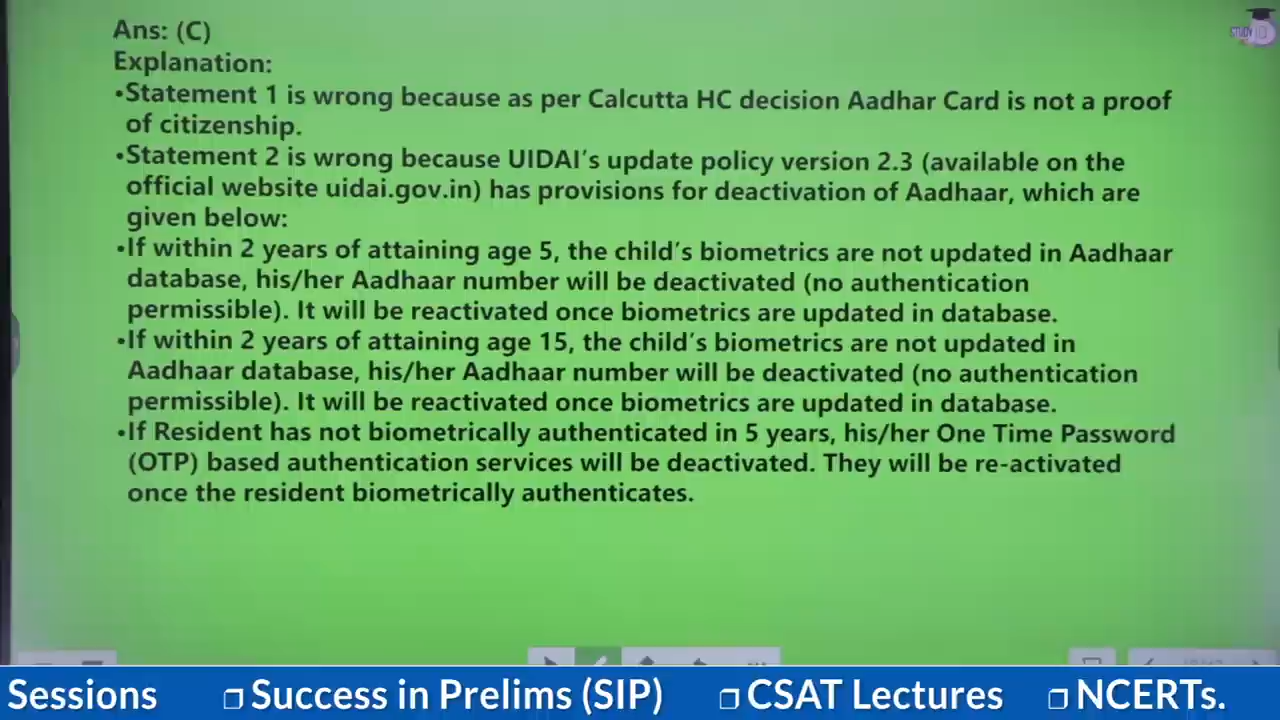 Ans: (C)
Explanation:
•Statement 1 is wrong because as per Calcutta HC decision Aadhar Card is not a proof
of citizenship.
•Statement 2 is wrong because UIDAI's update policy version 2.3 (available on the
official website uidai.gov.in) has provisions for deactivation of Aadhaar, which are
given below:
•If within 2 years of attaining age 5, the child's biometrics are not updated in Aadhaar
database, his/her Aadhaar number will be deactivated (no authentication
permissible). It will be reactivated once biometrics are updated in database.
•If within 2 years of attaining age 15, the child's biometrics are not updated in
Aadhaar database, his/her Aadhaar number will be deactivated (no authentication
permissible). It will be reactivated once biometrics are updated in database.
•If Resident has not biometrically authenticated in 5 years, his/her One Time Password
(OTP) based authentication services will be deactivated. They will be re-activated
once the resident biometrically authenticates.
STUDY
Sessions ❒ Success in Prelims (SIP) ❒ CSAT Lectures ❒ NCERTs.